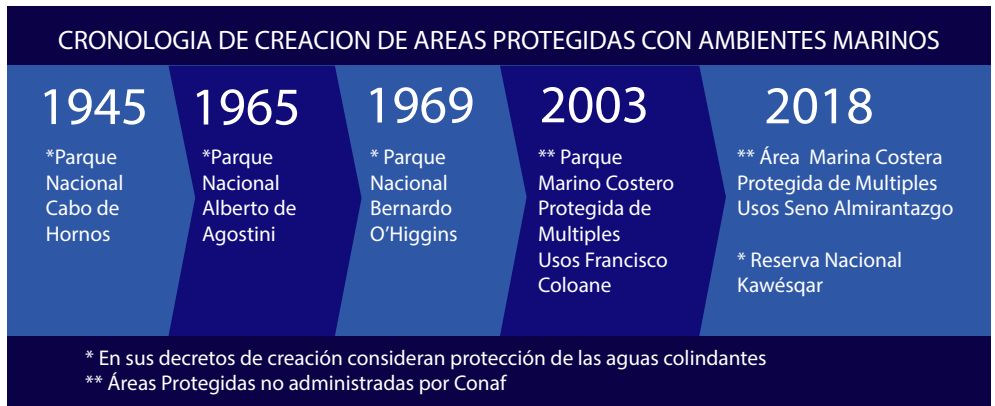 CRONOLOGIA DE CREACION DE AREAS PROTEGIDAS CON AMBIENTES MARINOS
1945
*Parque
Nacional
Cabo de
Hornos
1965
*Parque
Nacional
Alberto de
Agostini
1969
* Parque
Nacional
Bernardo
O’Higgins
2003
** Parque
Marino Costero
Protegida de
Multiples
Usos Francisco
Coloane
2018
** Área Marina Costera
Protegida de Multiples
Usos Seno Almirantazgo
* Reserva Nacional
Kawésqar
* En sus decretos de creación consideran protección de las aguas colindantes
** Áreas Protegidas no administradas por Conaf